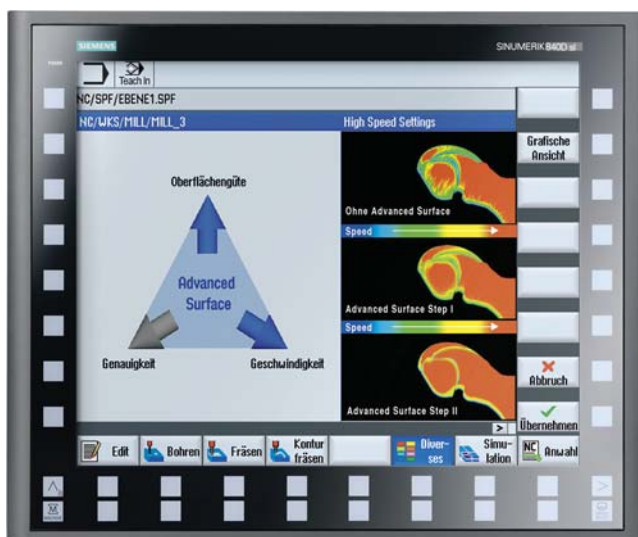 SIEMENS
SINUMERIK 840D sl
Teach In
NC/SPF/EBENE1.SPF
NC/WKS/MILL/MILL_3
High Speed Settings
Grafische
Ansicht
Oberflächengüte
Advanced
Surface
Genauigkeit
Geschwindigkeit
Ohne Advanced Surface
Speed
Advanced Surface Step I
Speed
Advanced Surface Step II
Abbruch
>
Übernehmen
Edit
Bohren
Fräsen
Kontur
fräsen
Diver-
ses
Simu-
lation
NC
Anwahl